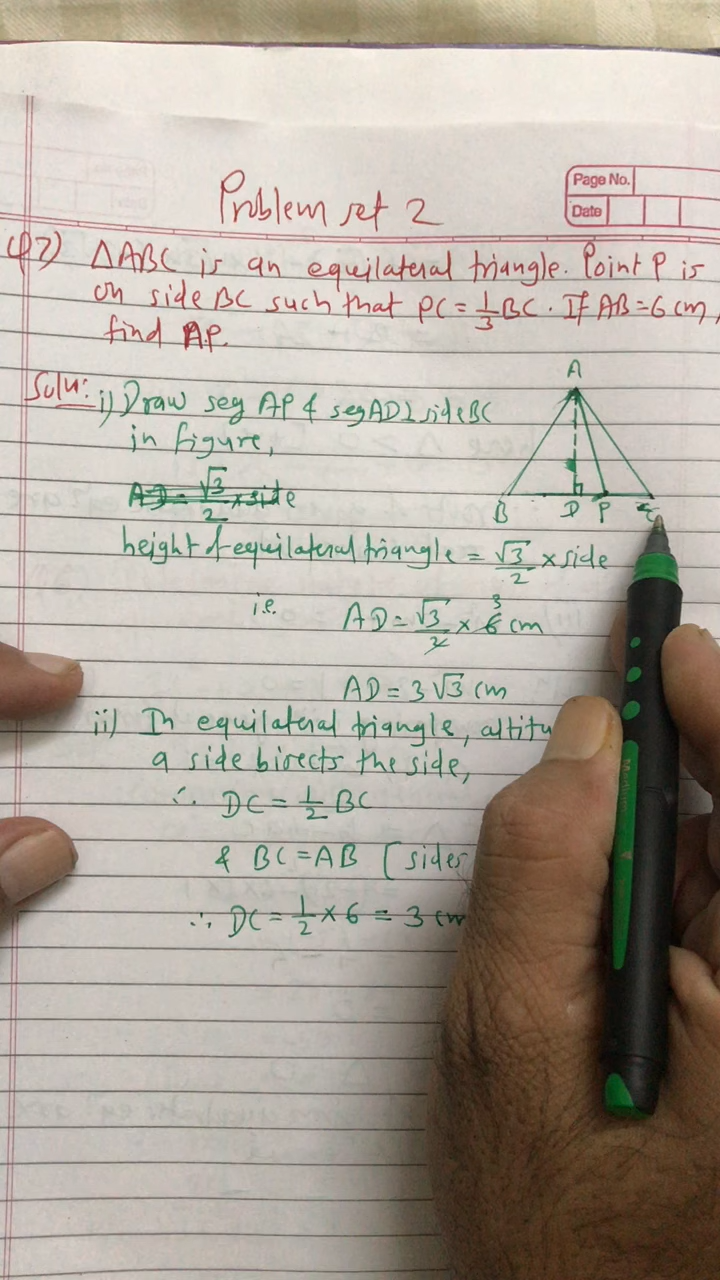 Problem set 2
Page No.
Date
Q7) △ABC is an equilateral triangle. Point P is
on side BC such that PC = 1/3 BC. If AB = 6 cm,
find AP.
Solu: i) Draw seg AP & seg AD ⊥ side BC
in figure,
AD = √3/2 × side
height of equilateral triangle = √3/2 × side
i.e. AD = √3/2 × 6 3 cm
AD = 3√3 cm
ii) In equilateral triangle,
a side bisects the side,
∴ DC = 1/2 BC
& BC = AB [sides
∴ DC = 1/2 × 6 = 3 cm
A
B D P